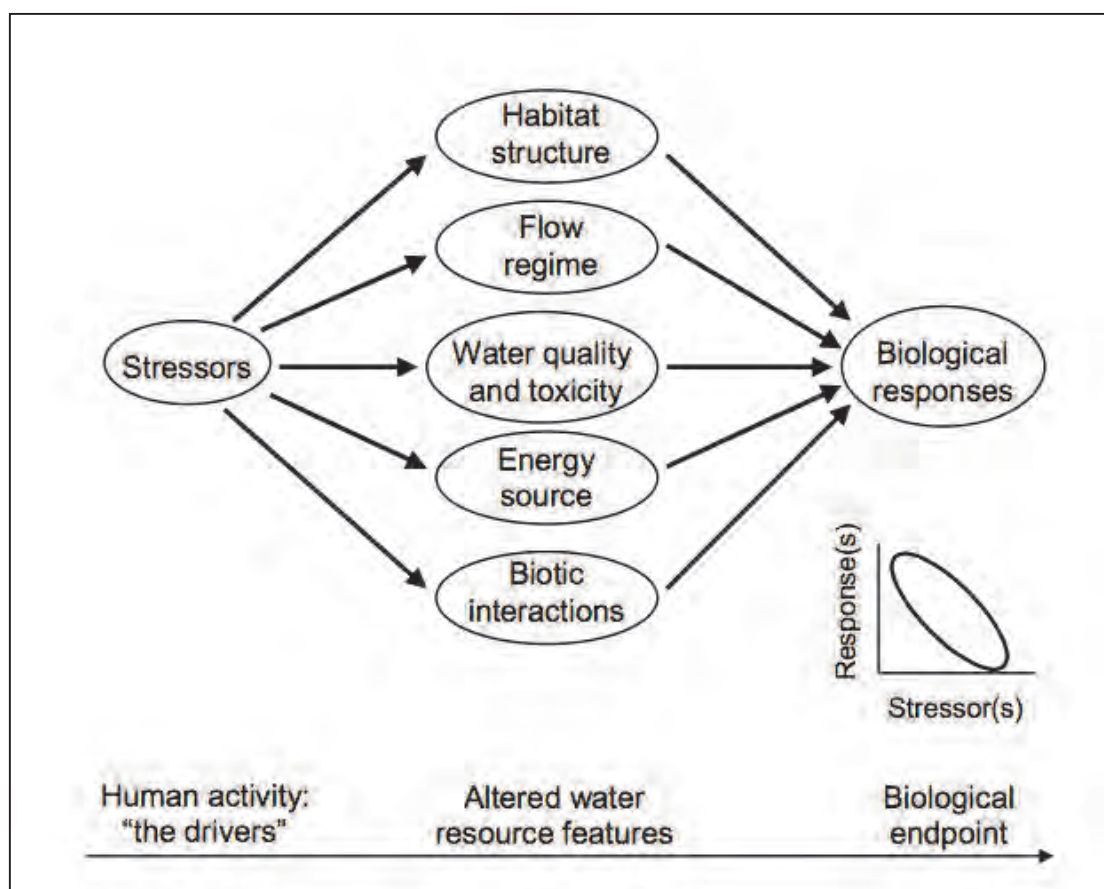 Habitat
structure
Flow
regime
Stressors
Water quality
and toxicity
Biological
responses
Energy
source
Biotic
interactions
Response(s)
Stressor(s)
Human activity:
“the drivers”
Altered water
resource features
Biological
endpoint